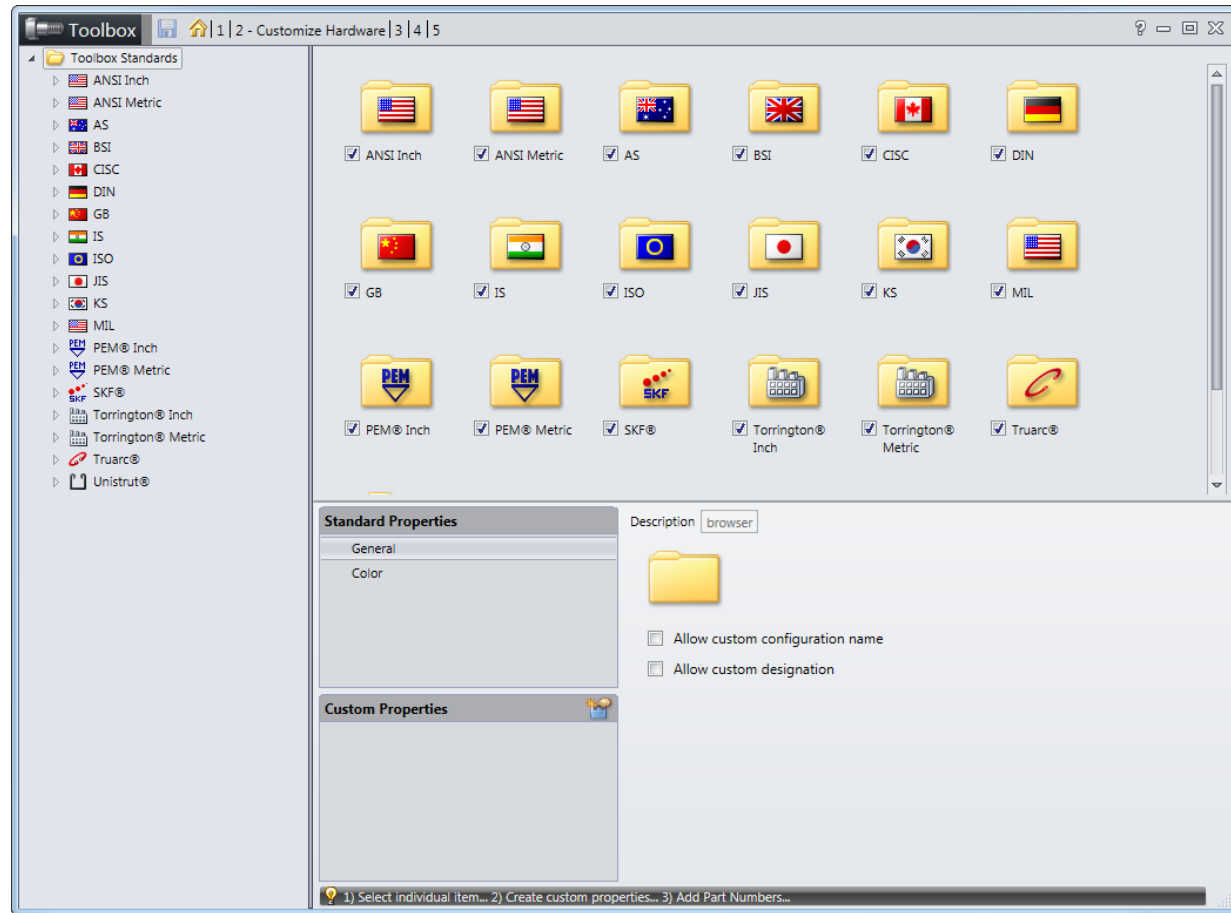 Toolbox
1 2 - Customize Hardware 3 4 5
Toolbox Standards
ANSI Inch
ANSI Metric
AS
BSI
CISC
DIN
GB
IS
ISO
JIS
KS
MIL
PEM® Inch
PEM® Metric
SKF®
Torrington® Inch
Torrington® Metric
Truarc®
Unistrut®
ANSI Inch
ANSI Metric
AS
BSI
CISC
DIN
GB
IS
ISO
JIS
KS
MIL
PEM
PEM
SKF
PEM® Inch
PEM® Metric
SKF®
Torrington®
Inch
Torrington®
Metric
Truarc®
Standard Properties
General
Color
Custom Properties
Description browser
Allow custom configuration name
Allow custom designation
1) Select individual item... 2) Create custom properties... 3) Add Part Numbers...